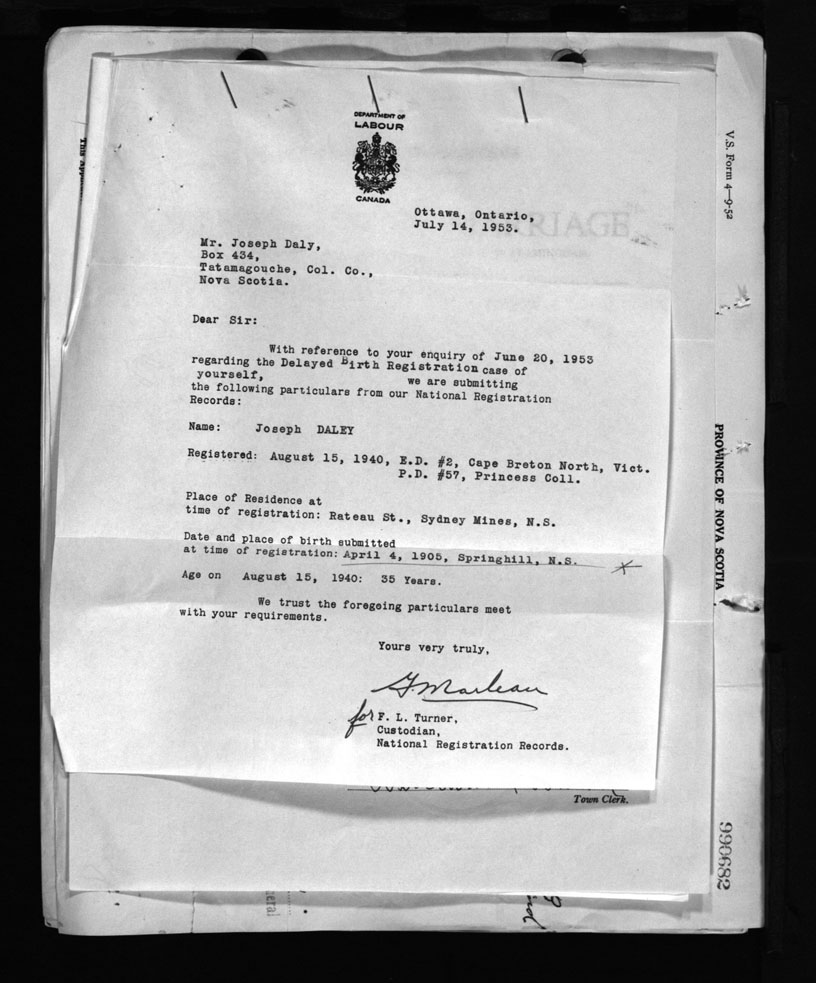 DEPARTMENT OF
LABOUR
CANADA
Ottawa, Ontario,
July 14, 1953.
Mr. Joseph Daly,
Box 434,
Tatamagouche, Col. Co.,
Nova Scotia.
Dear Sir:
With reference to your enquiry of June 20, 1953
regarding the Delayed Birth Registration case of
yourself, we are submitting
the following particulars from our National Registration
Records:
Name: Joseph DALEY
Registered: August 15, 1940, E.D. #2, Cape Breton North, Vict.
P.D. #57, Princess Coll.
Place of Residence at
time of registration: Rateau St., Sydney Mines, N.S.
Date and place of birth submitted
at time of registration: April 4, 1905, Springhill, N.S.
Age on August 15, 1940: 35 Years.
We trust the foregoing particulars meet
with your requirements.
Yours very truly,
for F. L. Turner,
Custodian,
National Registration Records.
Town Clerk.
V.S. Form 4—9-52
PROVINCE OF NOVA SCOTIA
990682